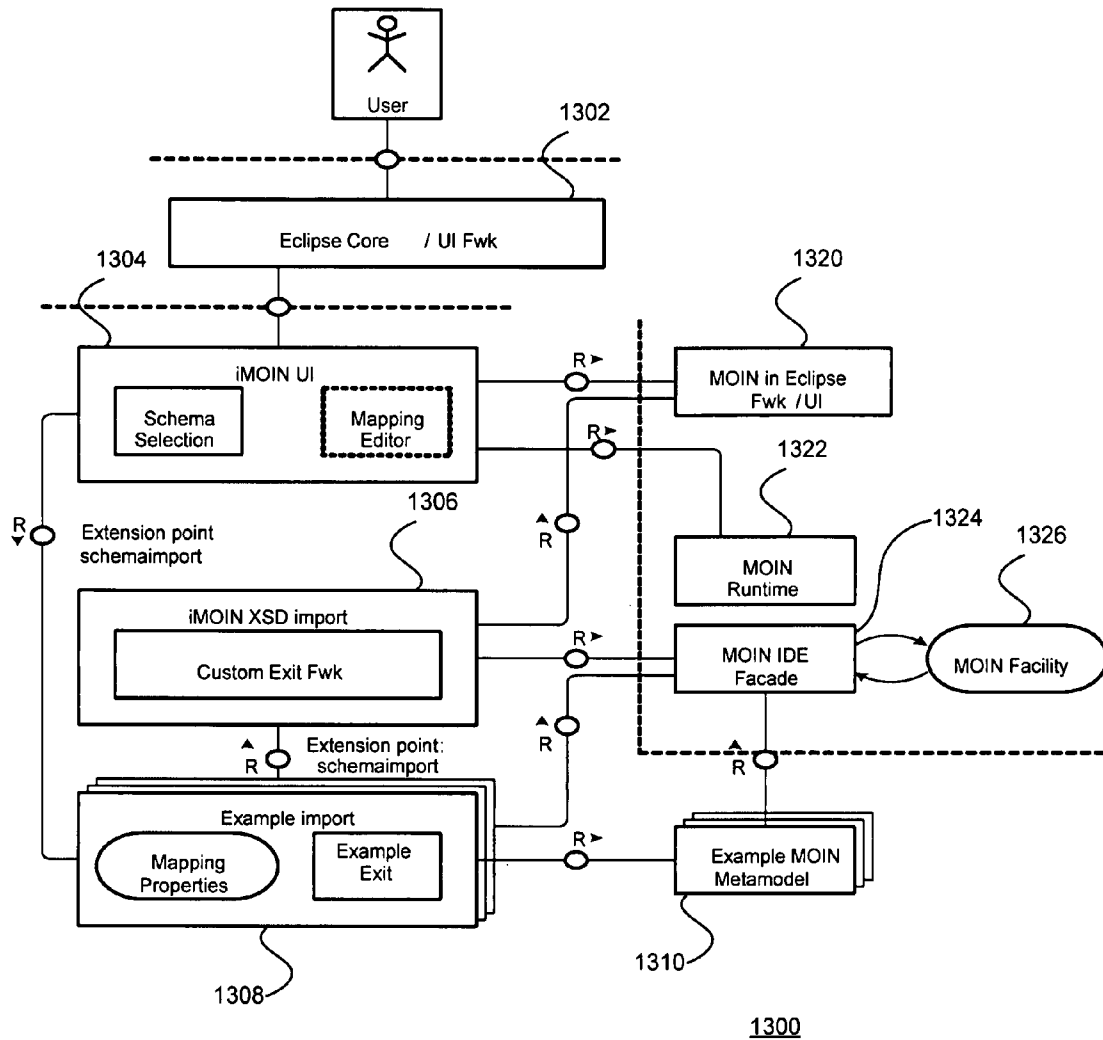 User
1302
Eclipse Core / UI Fwk
1304
1320
iMOIN UI
R
MOIN in Eclipse
Fwk / UI
Schema
Selection
Mapping
Editor
R
1322
1306
R
Extension point
schemaimport
R
1324
1326
MOIN
Runtime
iMOIN XSD import
R
Custom Exit Fwk
MOIN IDE
Facade
MOIN Facility
R
Extension point:
schemaimport
R
R
Example import
R
Mapping
Properties
Example
Exit
Example MOIN
Metamodel
1308
1310
1300